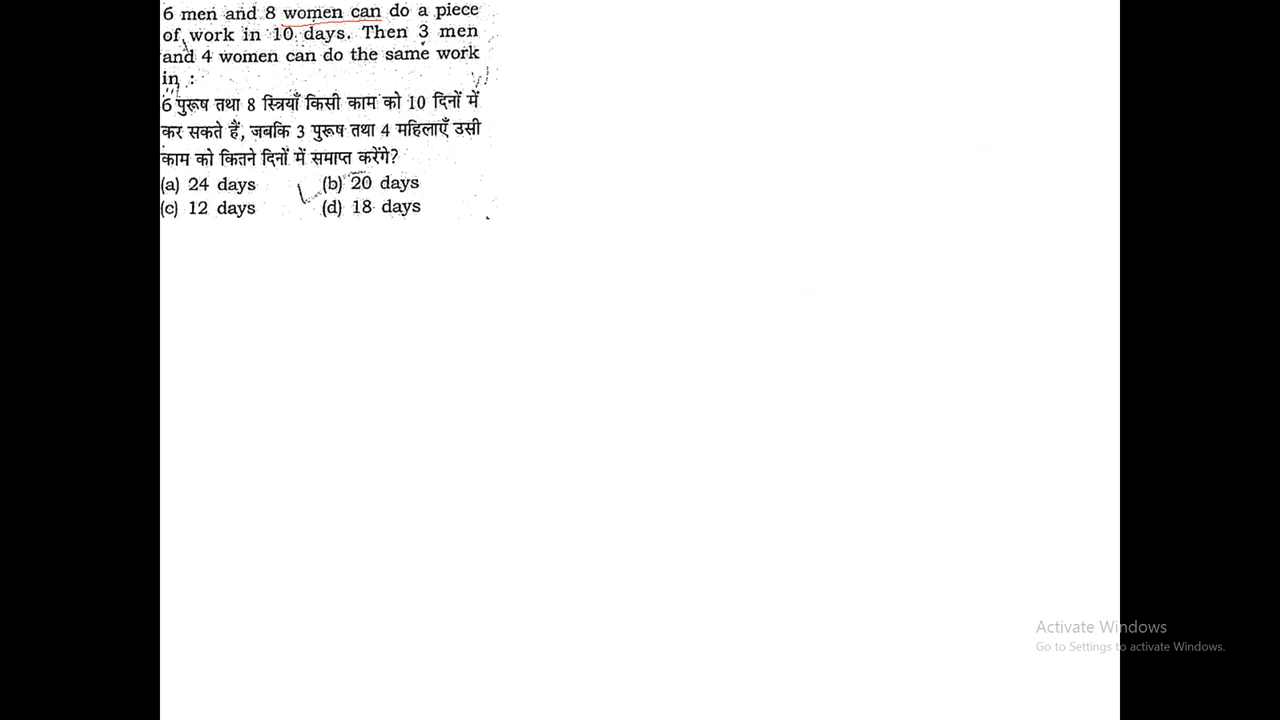 6 men and 8 women can do a piece
of work in 10 days. Then 3 men
and 4 women can do the same work
in :
6 पुरूष तथा 8 स्त्रियाँ किसी काम को 10 दिनों में
कर सकते हैं, जबकि 3 पुरूष तथा 4 महिलाएँ उसी
काम को कितने दिनों में समाप्त करेंगे?
(a) 24 days (b) 20 days
(c) 12 days (d) 18 days
Activate Windows
Go to Settings to activate Windows.